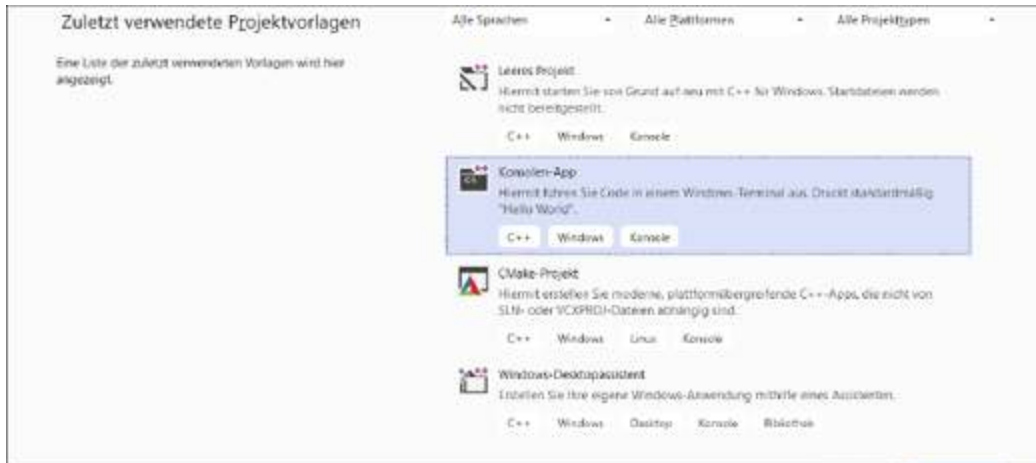 Zuletzt verwendete Projektvorlagen
Eine Liste der zuletzt verwendeten Vorlagen wird hier
angezeigt.
Alle Sprachen
Alle Plattformen
Alle Projekttypen
Leeres Projekt
Hiermit starten Sie von Grund auf neu mit C++ für Windows. Startdateien werden
nicht bereitgestellt.
C++ Windows Konsole
Konsolen-App
Hiermit führen Sie Code in einem Windows-Terminal aus. Druckt standardmäßig
"Hello World".
C++ Windows Konsole
CMake-Projekt
Hiermit erstellen Sie moderne, plattformübergreifende C++-Apps, die nicht von
SLN- oder VCXPROJ-Dateien abhängig sind.
C++ Windows Linux Konsole
Windows-Desktopassistent
Erstellen Sie Ihre eigene Windows-Anwendung mithilfe eines Assistenten.
C++ Windows Desktop Konsole Bibliothek